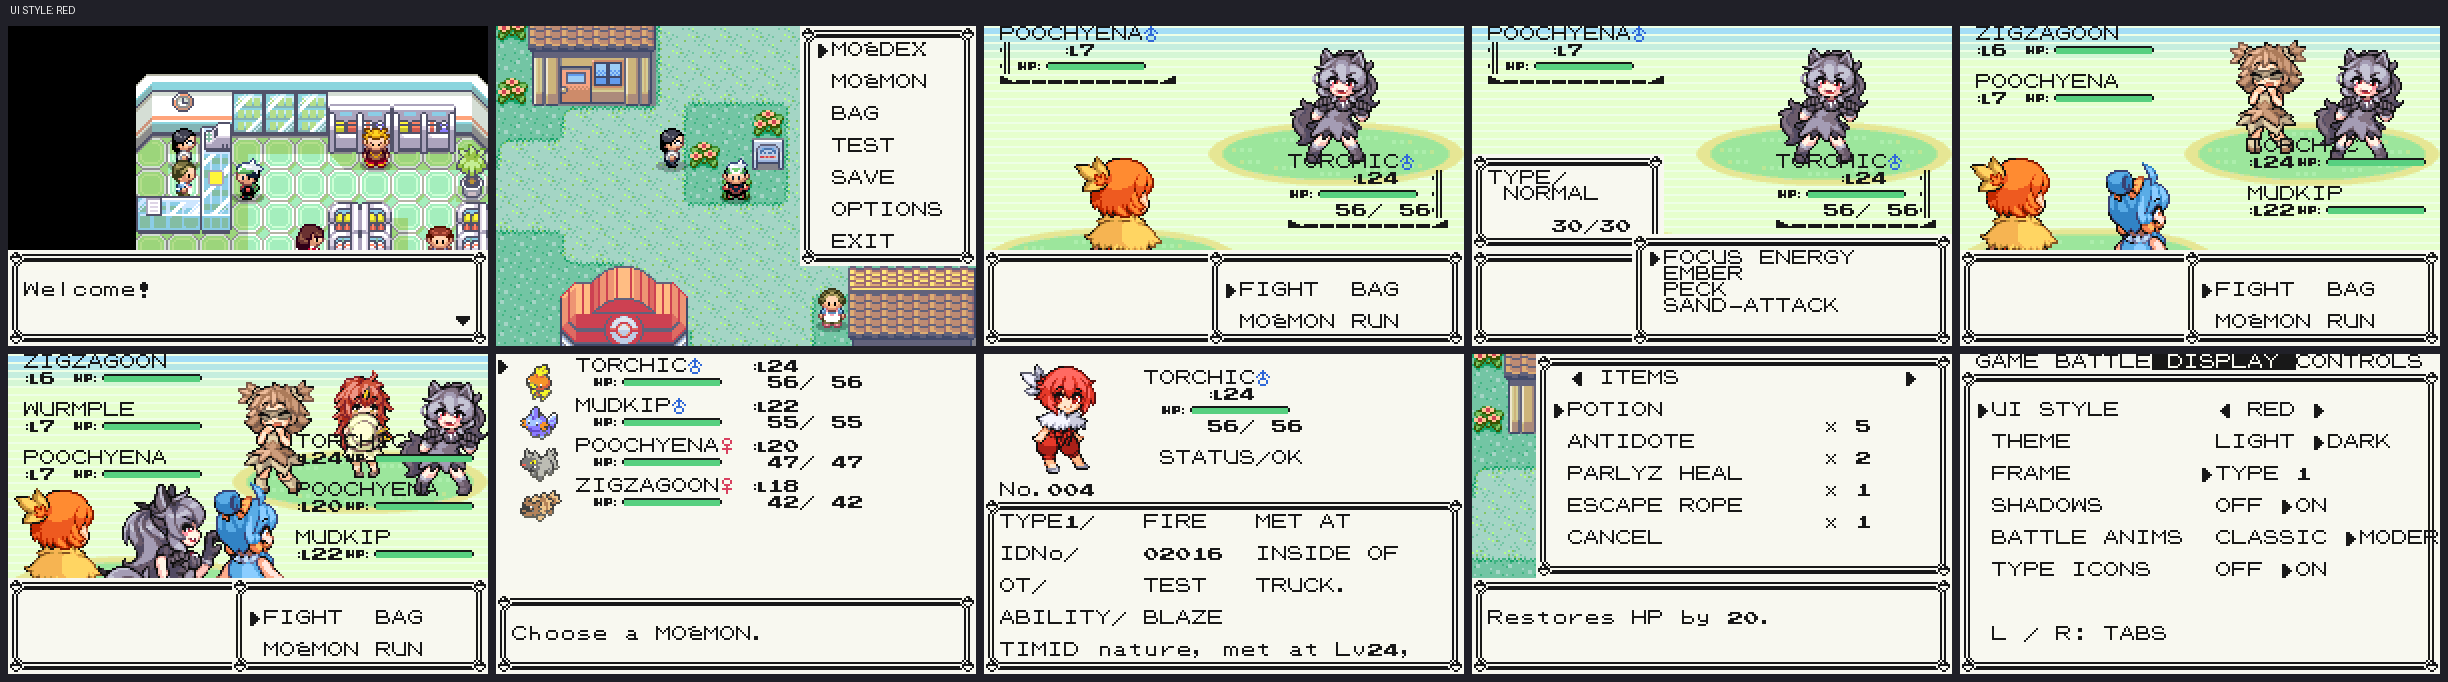 UI STYLE: RED
Welcome!
MOéDEX
MOéMON
BAG
TEST
SAVE
OPTIONS
EXIT
POOCHYENA♂
:L7
HP:
TORCHIC♂
:L24
HP:
56/ 56
FIGHT BAG
MOéMON RUN
POOCHYENA♂
:L7
HP:
TORCHIC♂
:L24
HP:
56/ 56
TYPE/
NORMAL
30/30
FOCUS ENERGY
EMBER
PECK
SAND-ATTACK
ZIGZAGOON
:L6 HP:
POOCHYENA
:L7 HP:
:L24 HP:
MUDKIP
:L22 HP:
FIGHT BAG
MOéMON RUN
ZIGZAGOON
:L6 HP:
WURMPLE
:L7 HP:
POOCHYENA
:L7 HP:
TORCHIC
:L24 HP:
POOCHYENA
:L20 HP:
MUDKIP
:L22 HP:
FIGHT BAG
MOéMON RUN
TORCHIC♂ :L24
HP: 56/ 56
MUDKIP♂ :L22
HP: 55/ 55
POOCHYENA♀ :L20
HP: 47/ 47
ZIGZAGOON♀ :L18
HP: 42/ 42
Choose a MOéMON.
TORCHIC♂
:L24
HP:
56/ 56
STATUS/OK
No.004
TYPE1/ FIRE MET AT
IDNo/ 02016 INSIDE OF
OT/ TEST TRUCK.
ABILITY/ BLAZE
TIMID nature, met at Lv24,
ITEMS
POTION
x 5
ANTIDOTE
x 2
PARLYZ HEAL
x 1
ESCAPE ROPE
x 1
CANCEL
Restores HP by 20.
GAME BATTLE DISPLAY CONTROLS
UI STYLE RED
THEME LIGHT DARK
FRAME TYPE 1
SHADOWS OFF ON
BATTLE ANIMS CLASSIC MODER
TYPE ICONS OFF ON
L / R: TABS